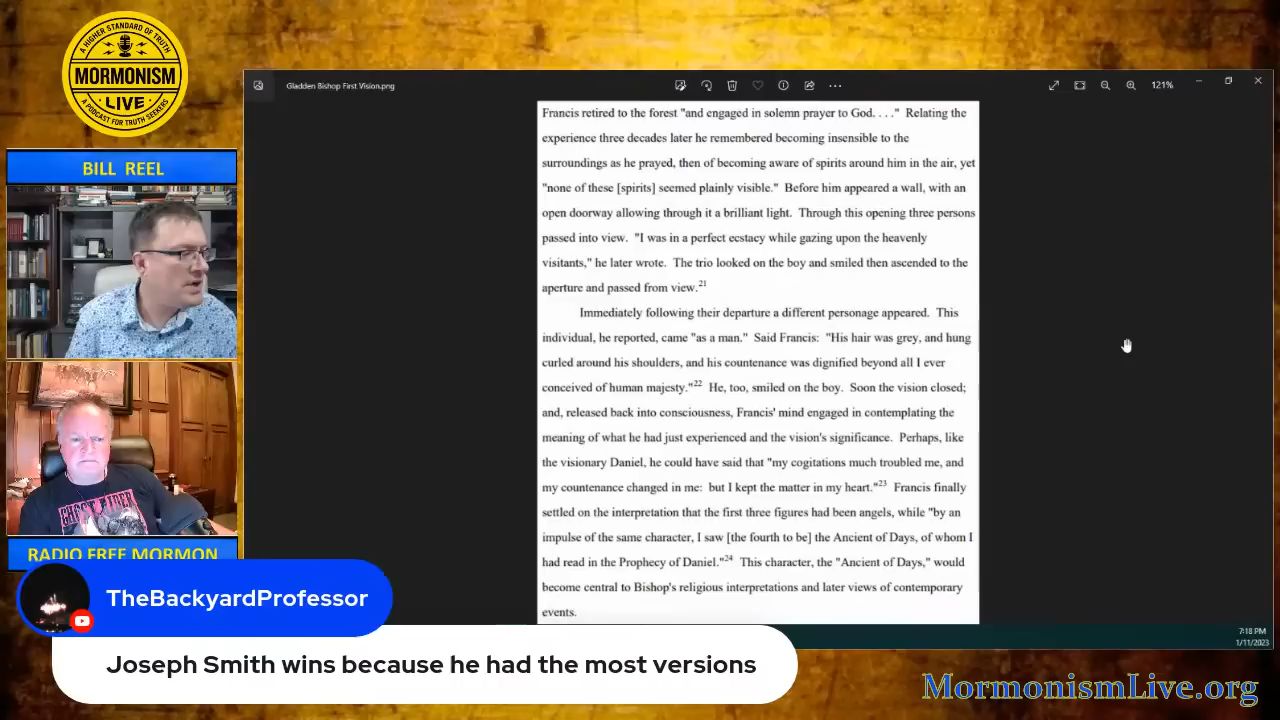 A HIGHER STANDARD OF TRUTH
MORMONISM
LIVE
A PODCAST FOR TRUTH SEEKERS
BILL REEL
RADIO FREE MORMON
Gladden Bishop First Vision.png
121%
Francis retired to the forest "and engaged in solemn prayer to God. . . ." Relating the
experience three decades later he remembered becoming insensible to the
surroundings as he prayed, then of becoming aware of spirits around him in the air, yet
"none of these [spirits] seemed plainly visible." Before him appeared a wall, with an
open doorway allowing through it a brilliant light. Through this opening three persons
passed into view. "I was in a perfect ecstacy while gazing upon the heavenly
visitants," he later wrote. The trio looked on the boy and smiled then ascended to the
aperture and passed from view.21
Immediately following their departure a different personage appeared. This
individual, he reported, came "as a man." Said Francis: "His hair was grey, and hung
curled around his shoulders, and his countenance was dignified beyond all I ever
conceived of human majesty."22 He, too, smiled on the boy. Soon the vision closed;
and, released back into consciousness, Francis' mind engaged in contemplating the
meaning of what he had just experienced and the vision's significance. Perhaps, like
the visionary Daniel, he could have said that "my cogitations much troubled me, and
my countenance changed in me: but I kept the matter in my heart."23 Francis finally
settled on the interpretation that the first three figures had been angels, while "by an
impulse of the same character, I saw [the fourth to be] the Ancient of Days, of whom I
had read in the Prophecy of Daniel."24 This character, the "Ancient of Days," would
become central to Bishop's religious interpretations and later views of contemporary
events.
7:18 PM
1/11/2023
TheBackyardProfessor
Joseph Smith wins because he had the most versions
MormonismLive.org